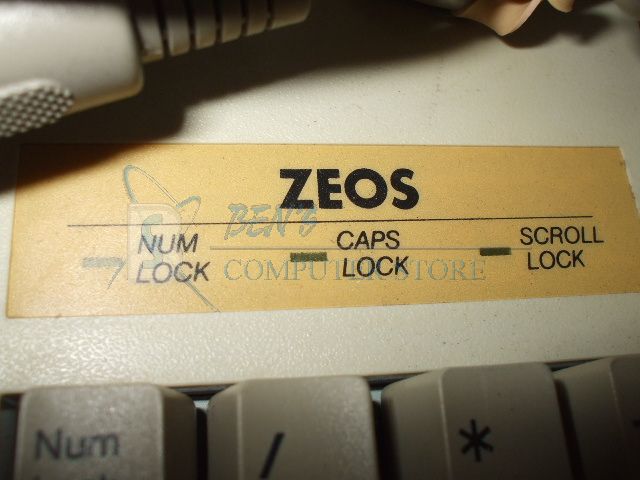 ZEOS
BEN'S
COMPUTER STORE
NUM
LOCK
CAPS
LOCK
SCROLL
LOCK
Num
/
*